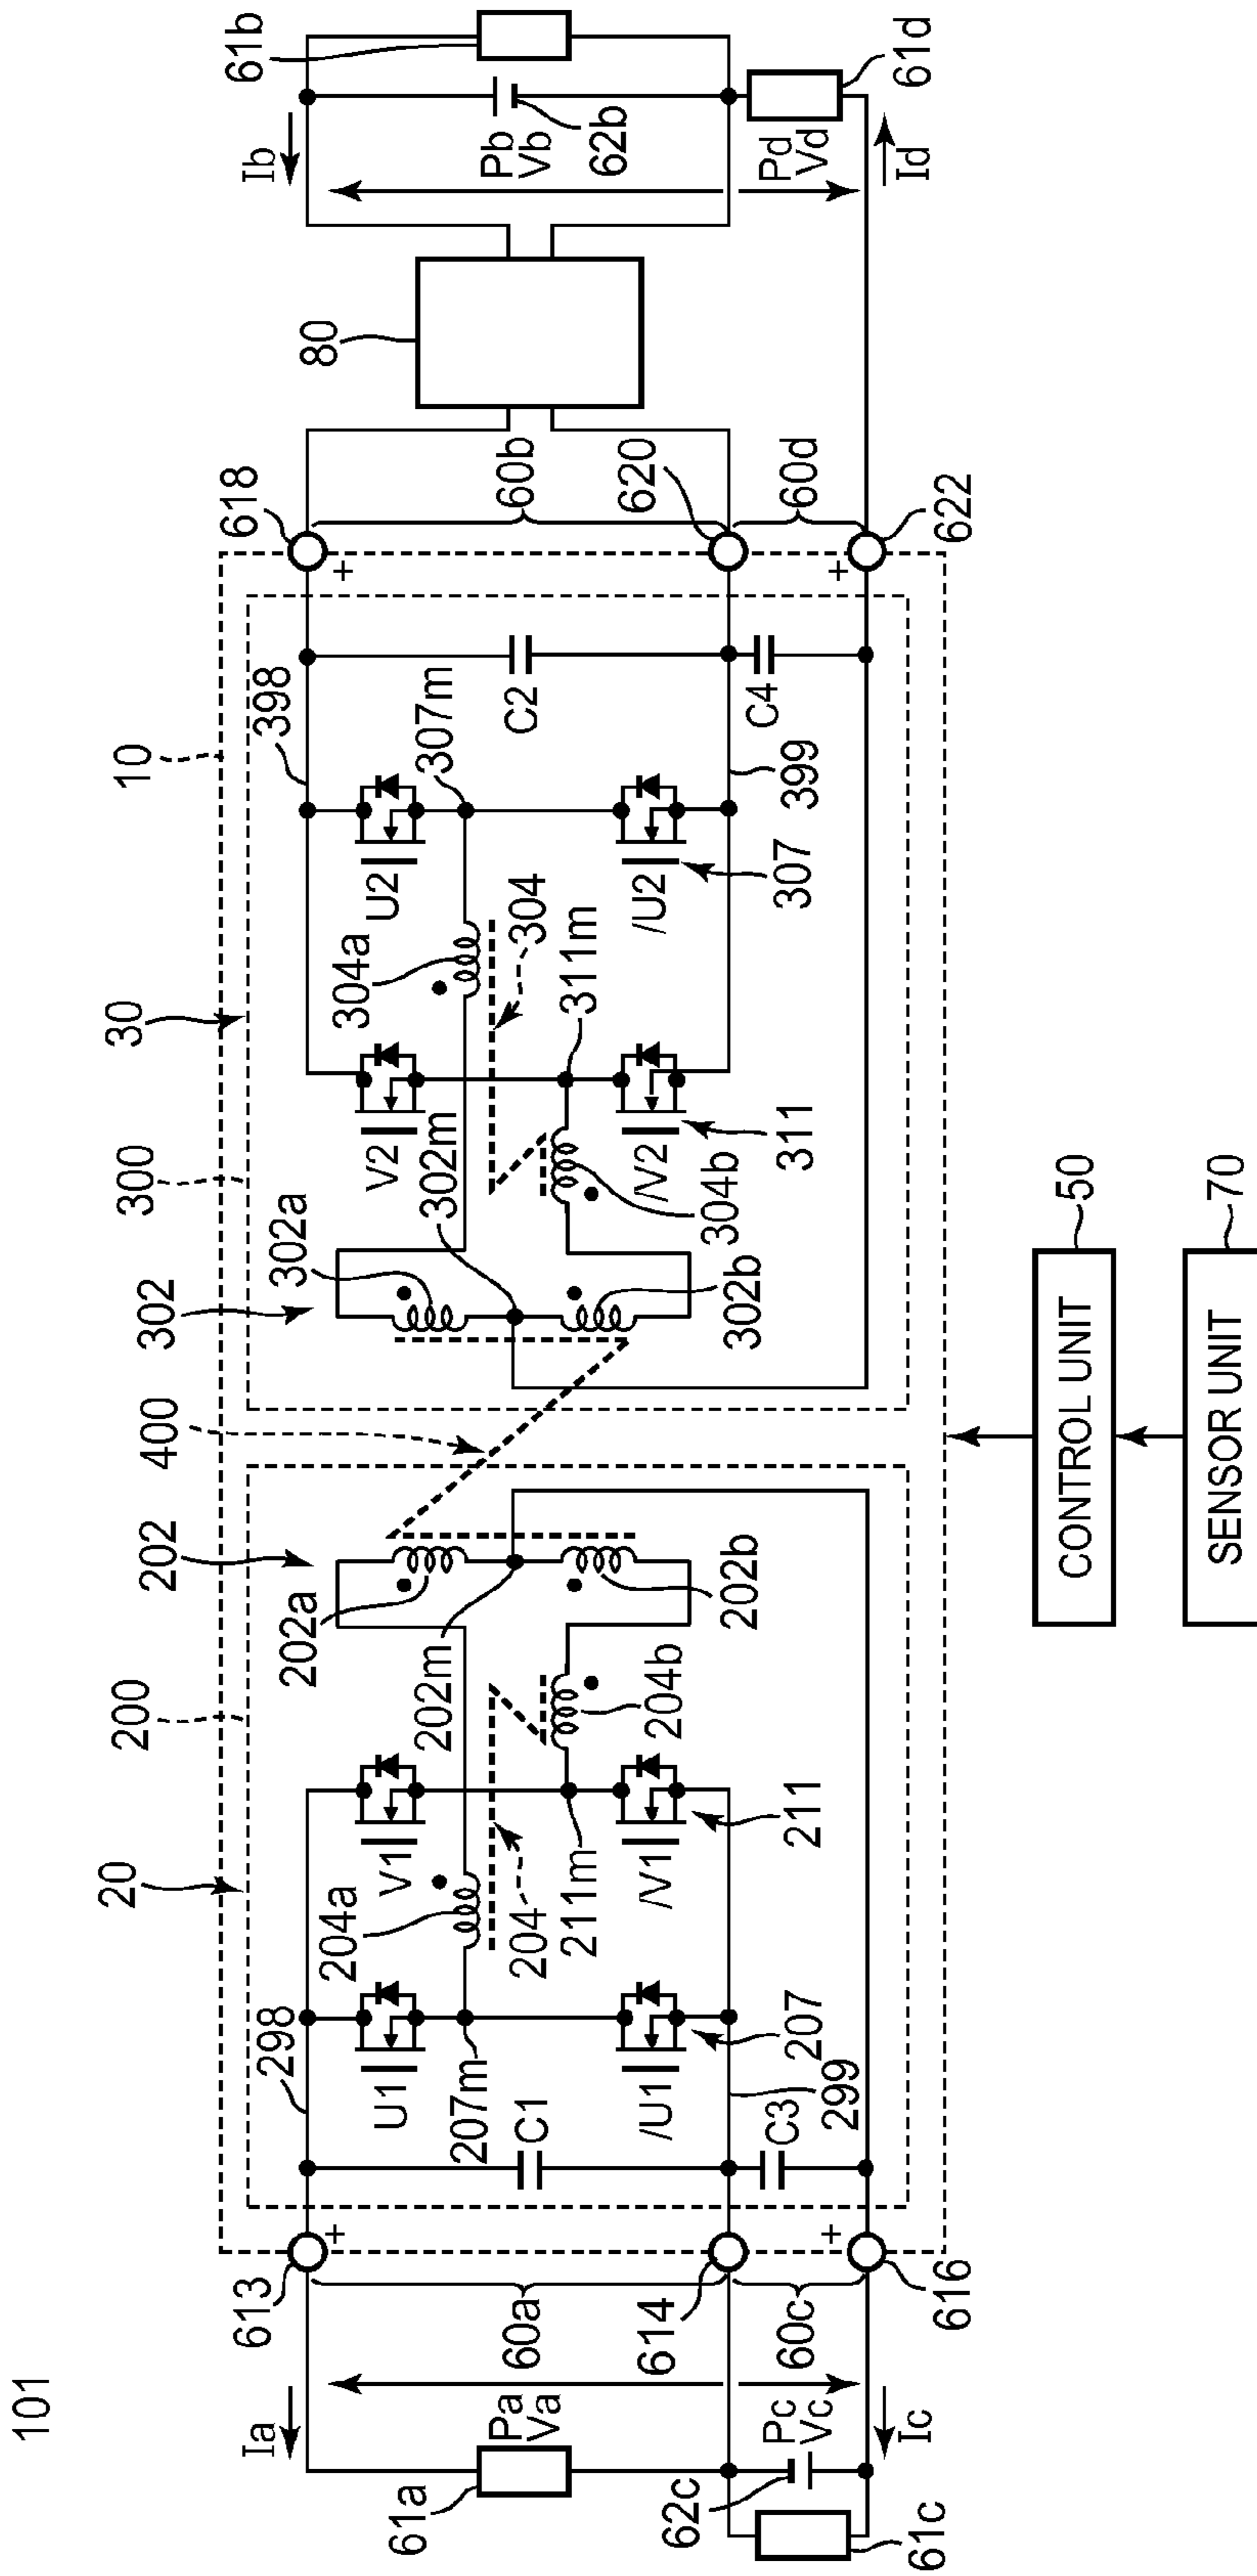 101
20
200
202
400
302
300
30
10
613
298
204a
202a
302a
304a
398
618
Ia
+
U1
V1
V2
U2
+
80
Ib
61b
207m
202m
302m
304
307m
60b
61a
Pa
Va
60a
C1
204
211m
204b
202b
302b
304b
311m
C2
Pb
Vb
62b
/U1
/V1
/V2
/U2
614
207
211
311
307
399
620
62c
Pc
Vc
60c
C3
299
C4
60d
Pd
Vd
61d
+
+
61c
Ic
616
622
Id
CONTROL UNIT
50
SENSOR UNIT
70